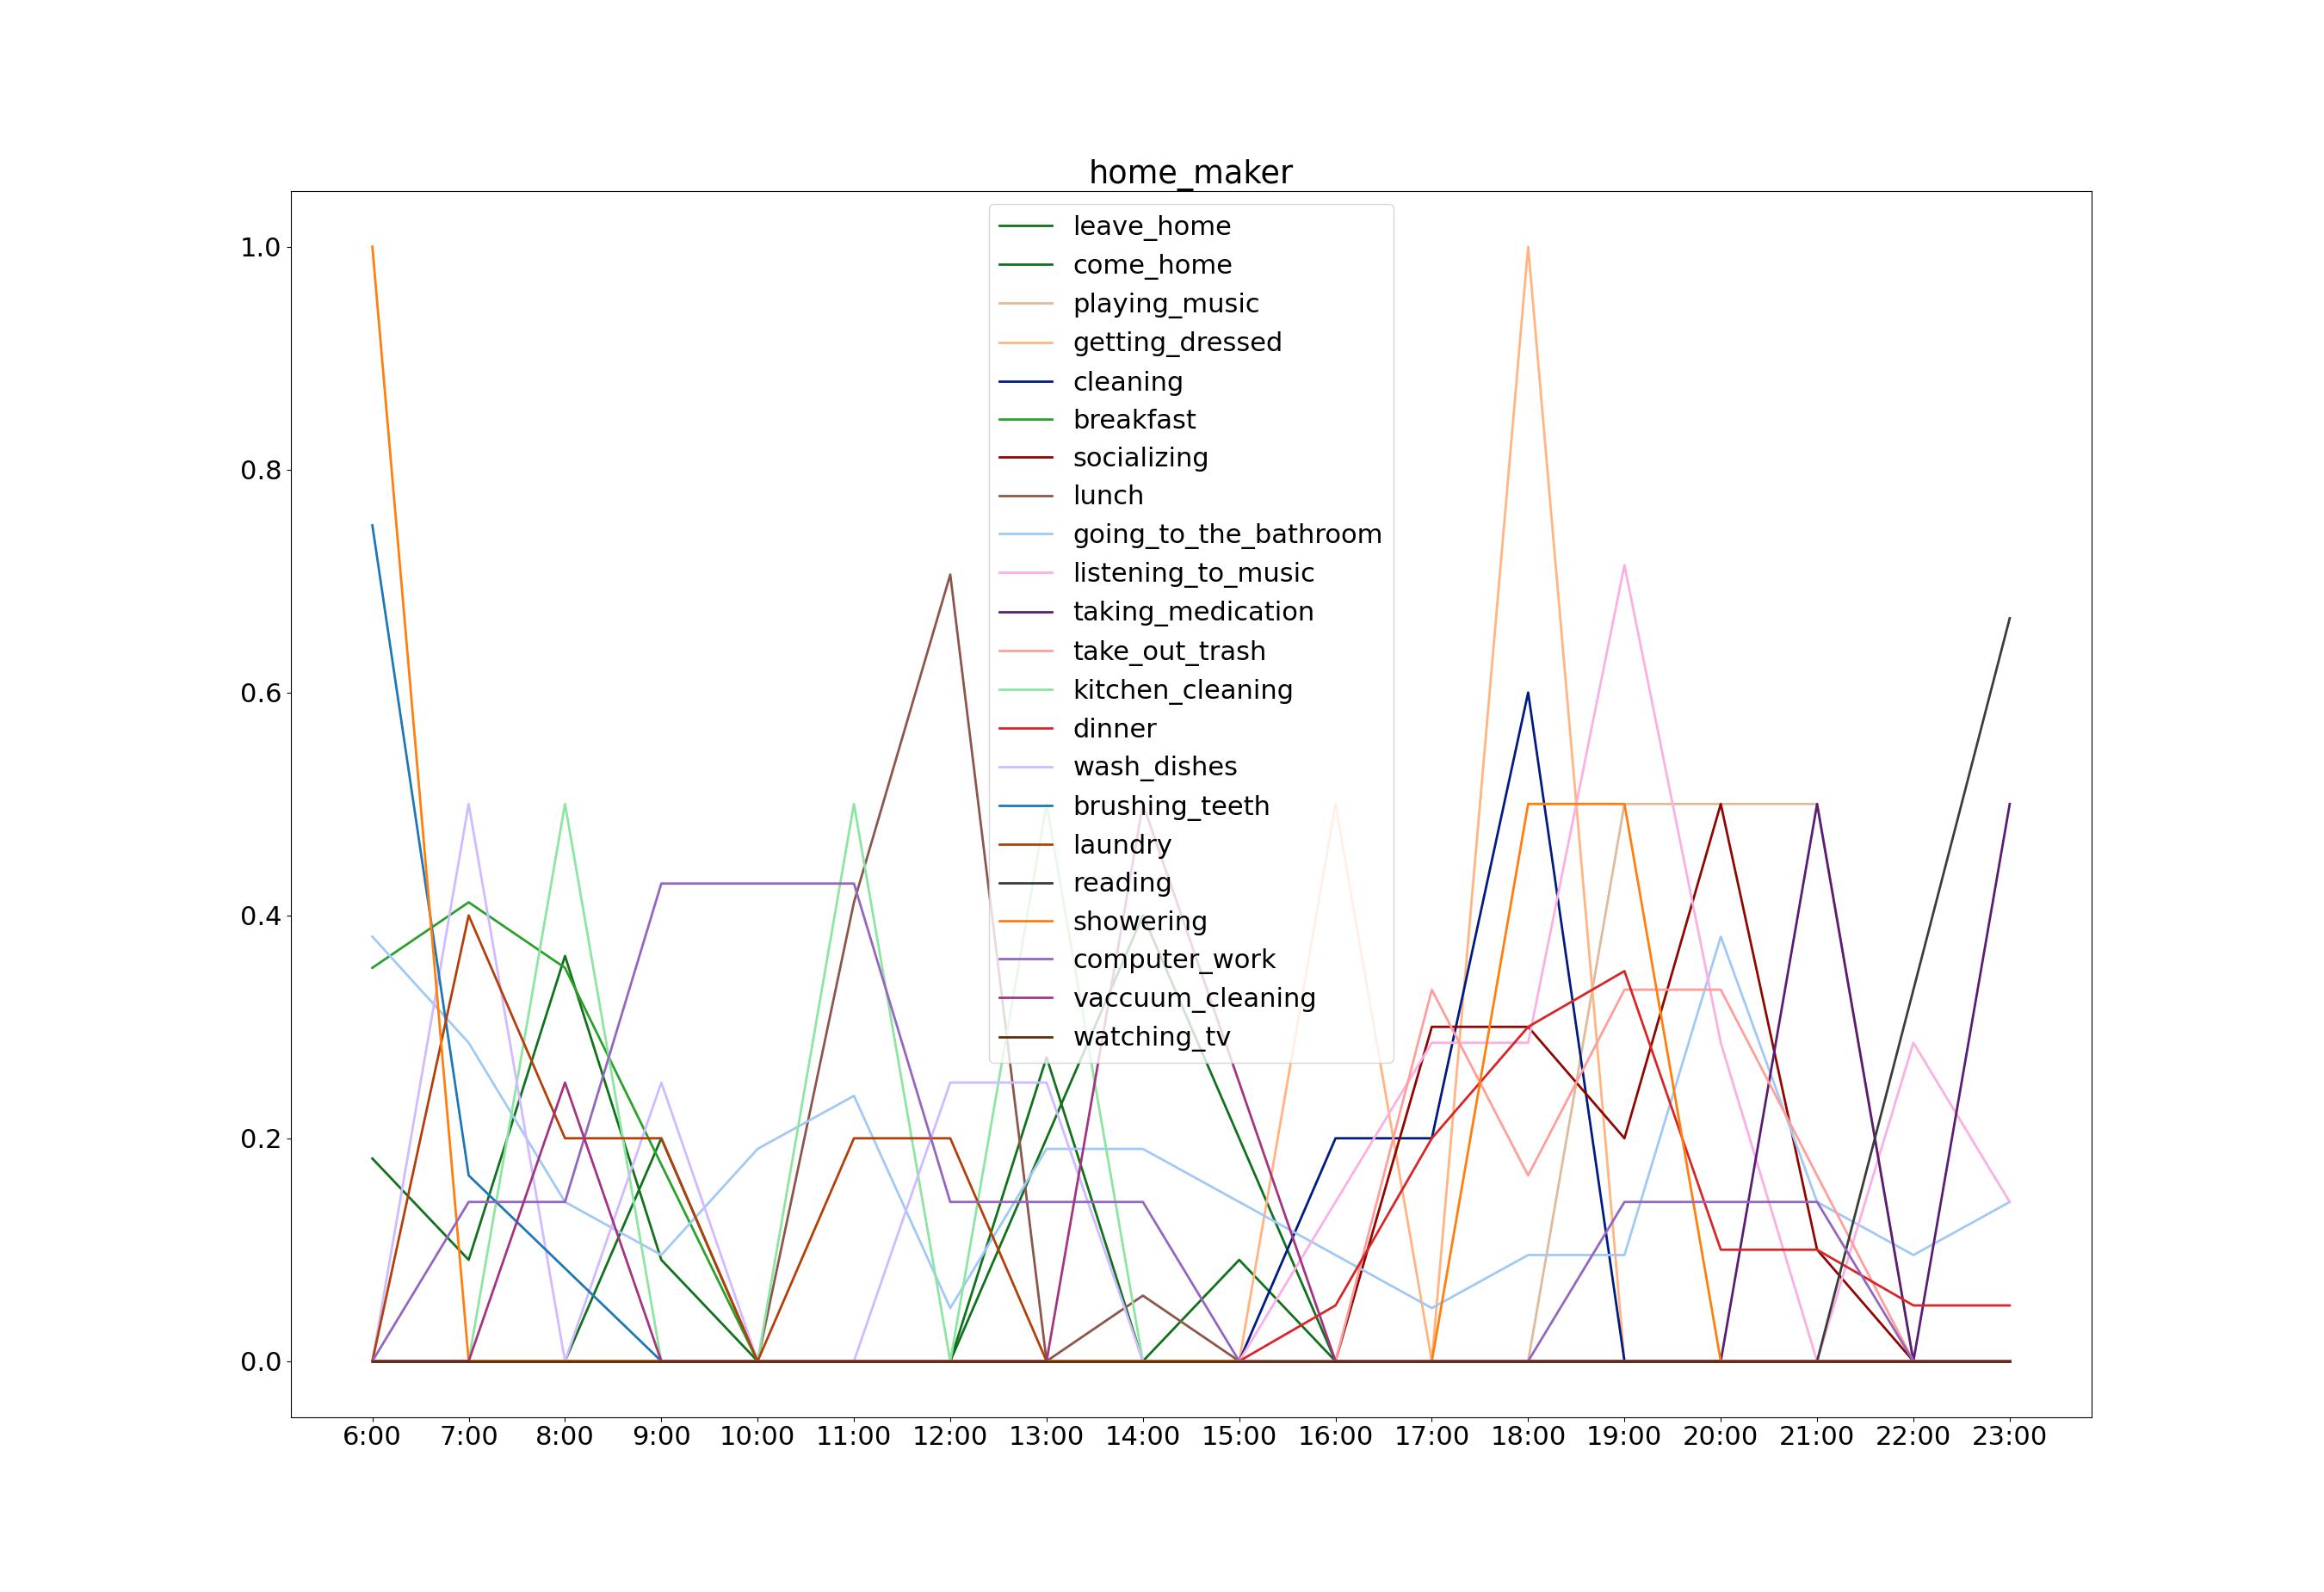 home_maker
leave_home
come_home
playing_music
getting_dressed
cleaning
breakfast
socializing
lunch
going_to_the_bathroom
listening_to_music
taking_medication
take_out_trash
kitchen_cleaning
dinner
wash_dishes
brushing_teeth
laundry
reading
showering
computer_work
vaccuum_cleaning
watching_tv
1.0
0.8
0.6
0.4
0.2
0.0
6:00 7:00 8:00 9:00 10:00 11:00 12:00 13:00 14:00 15:00 16:00 17:00 18:00 19:00 20:00 21:00 22:00 23:00